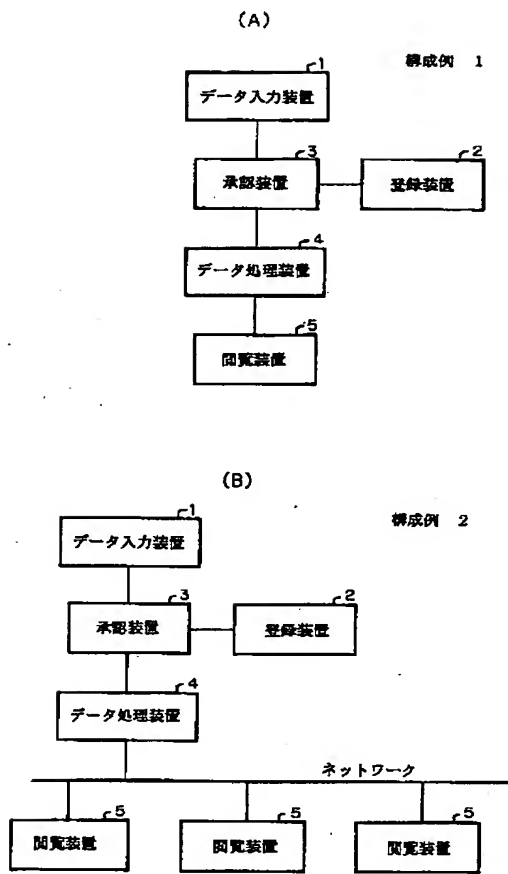 (A)
構成例 1
1
データ入力装置
3
承認装置
2
登録装置
4
データ処理装置
5
閲覧装置
(B)
構成例 2
1
データ入力装置
3
承認装置
2
登録装置
4
データ処理装置
ネットワーク
5
閲覧装置
5
閲覧装置
5
閲覧装置